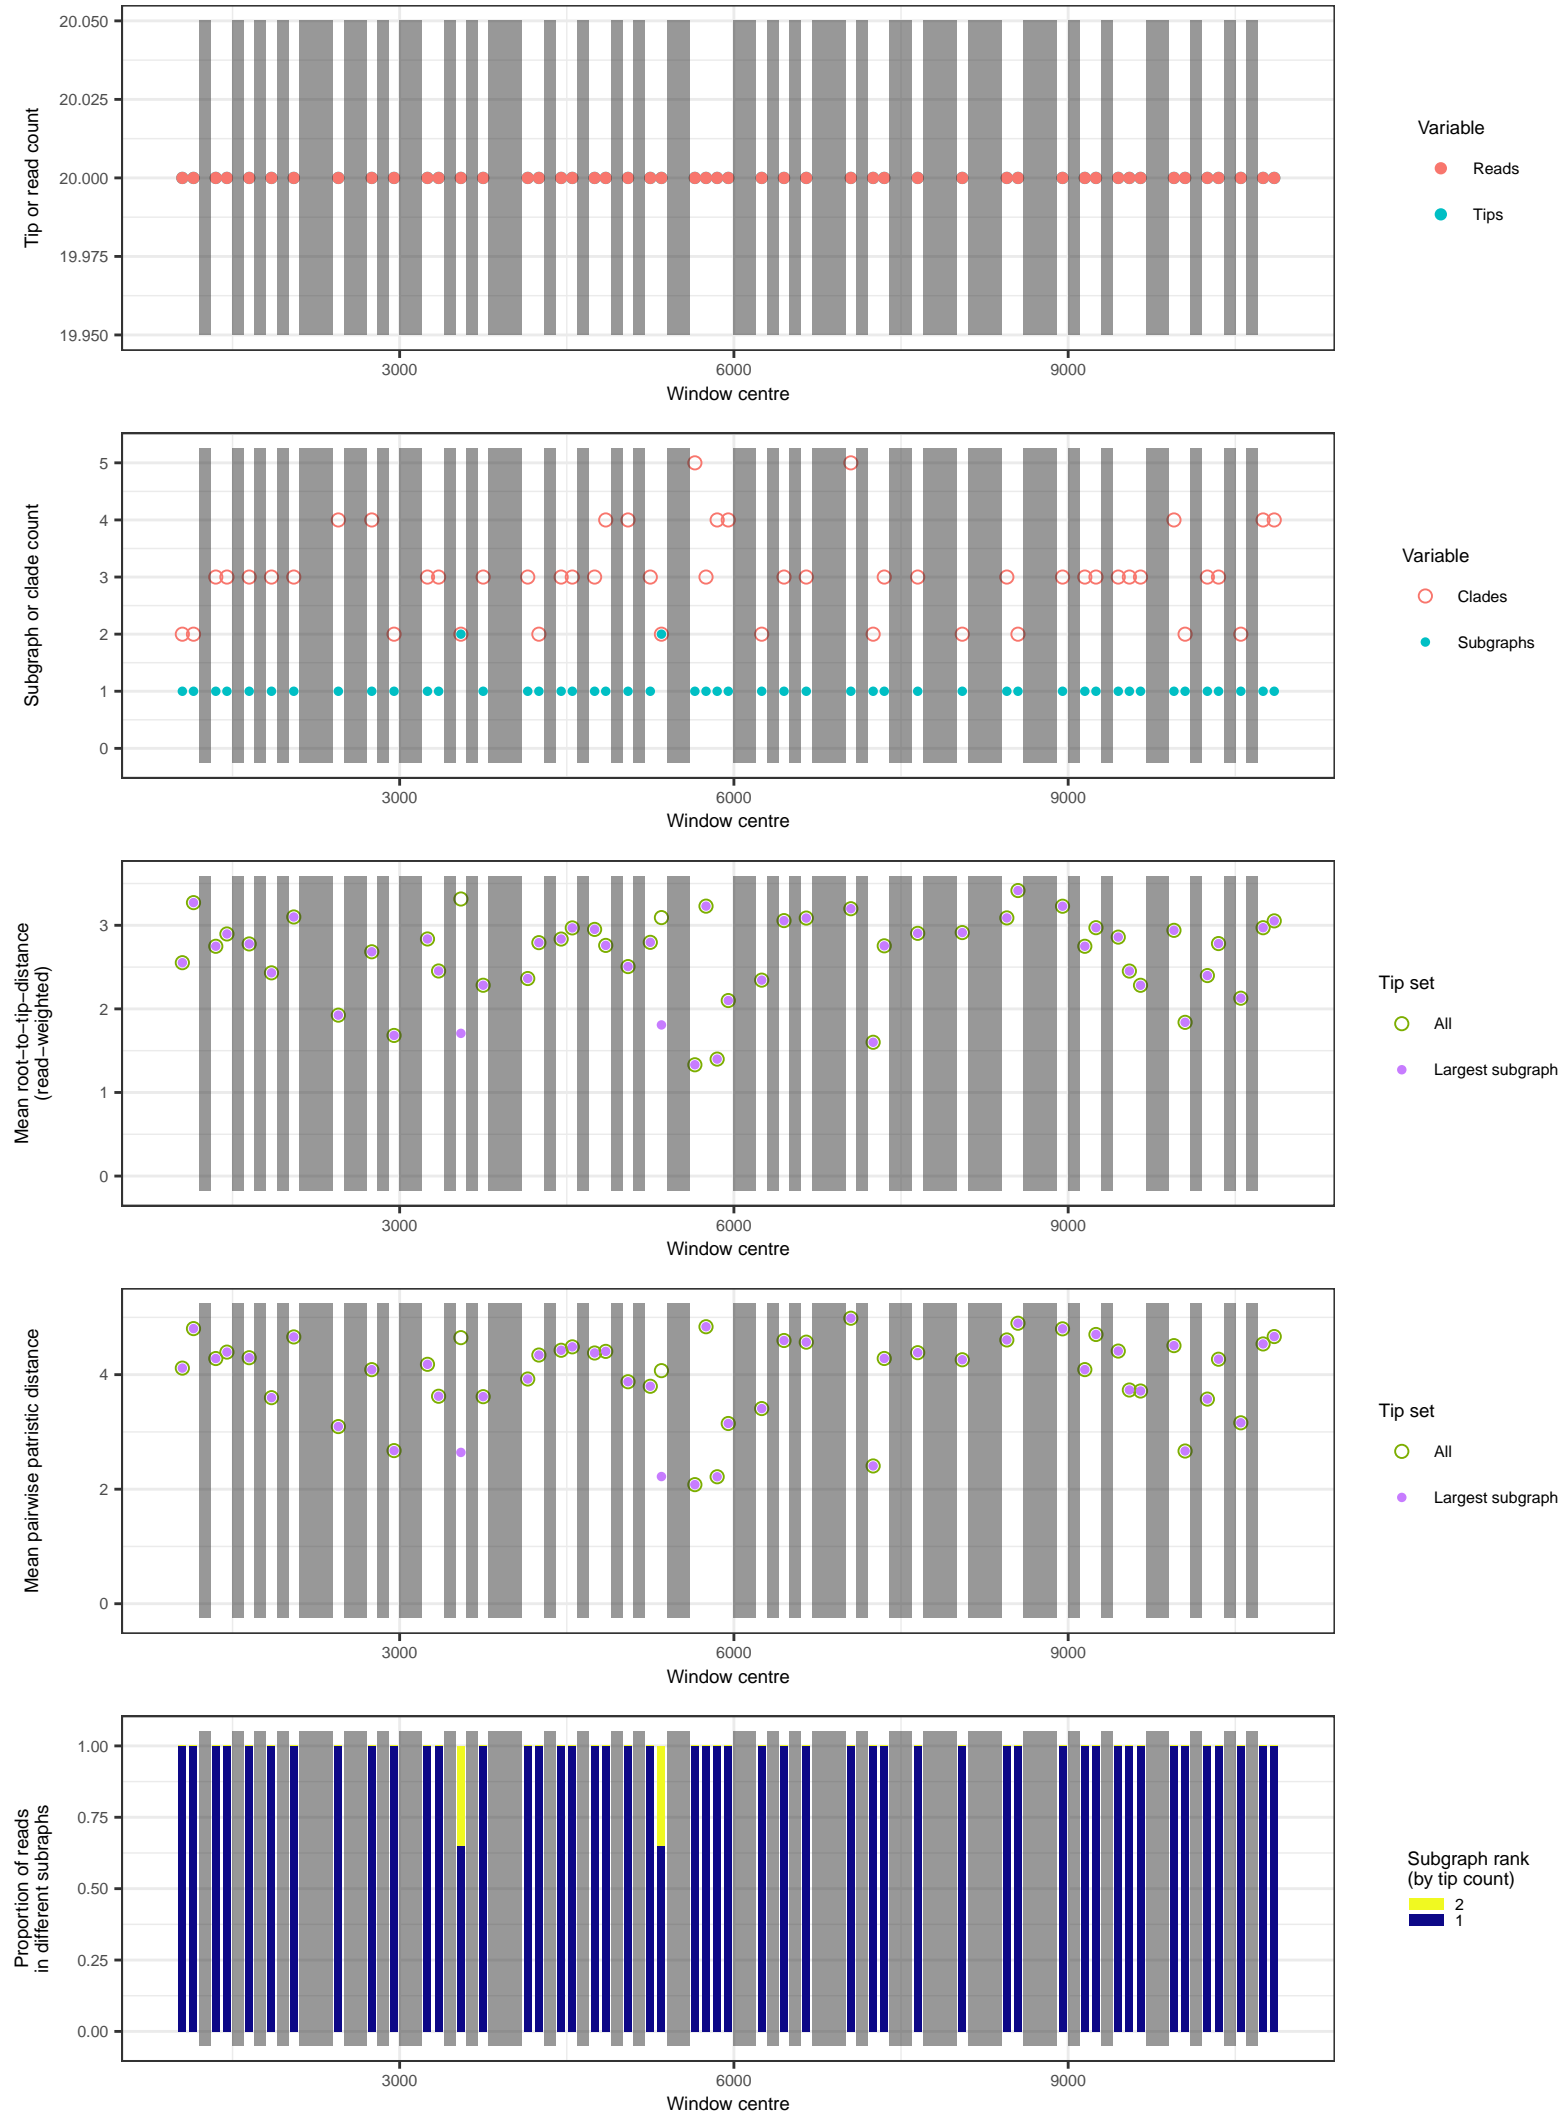 20.050
20.025
20.000
19.975
19.950
Tip or read count
3000
6000
9000
Window centre
Variable
Reads
Tips
5
4
3
2
1
0
Subgraph or clade count
3000
6000
9000
Window centre
Variable
Clades
Subgraphs
3
2
1
0
Mean root−to−tip−distance
(read−weighted)
3000
6000
9000
Window centre
Tip set
All
Largest subgraph
4
2
0
Mean pairwise patristic distance
3000
6000
9000
Window centre
Tip set
All
Largest subgraph
1.00
0.75
0.50
0.25
0.00
Proportion of reads
in different subraphs
3000
6000
9000
Window centre
Subgraph rank
(by tip count)
2
1